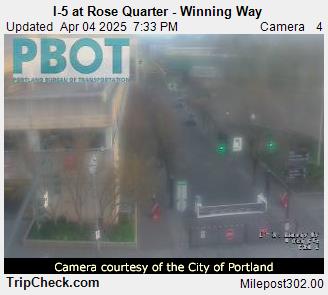 I-5 at Rose Quarter - Winning Way
Updated Apr 04 2025 7:33 PM Camera 4
PBOT
PORTLAND BUREAU OF TRANSPORTATION
Camera courtesy of the City of Portland
TripCheck.com Milepost302.00